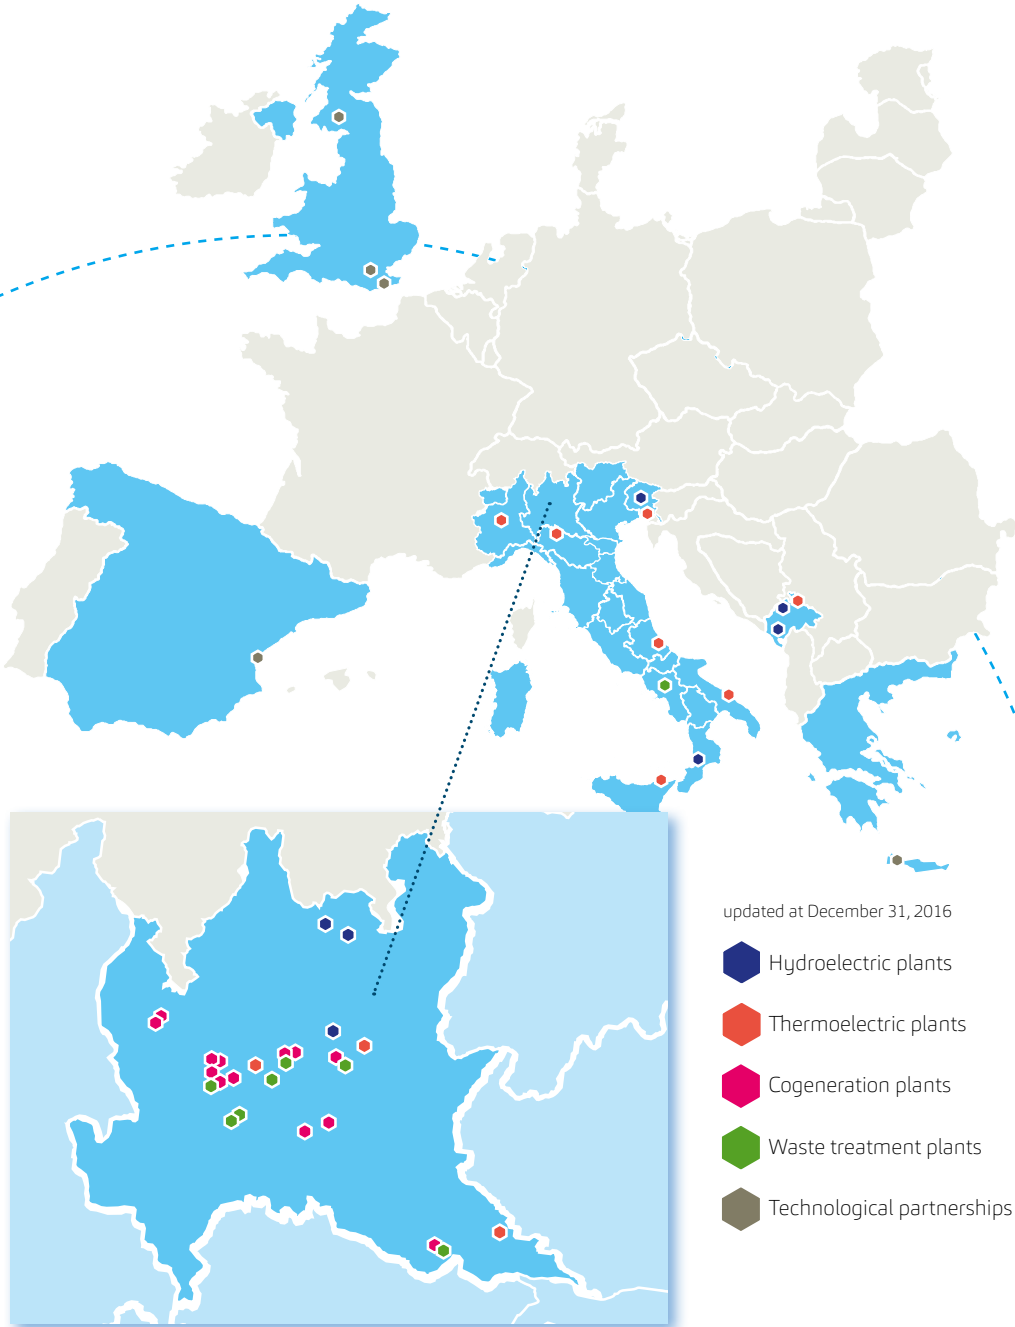 updated at December 31, 2016
Hydroelectric plants
Thermoelectric plants
Cogeneration plants
Waste treatment plants
Technological partnerships